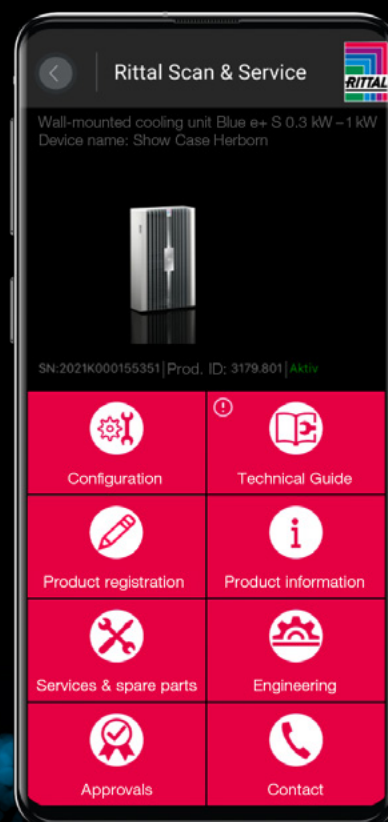 Rittal Scan & Service
RITTAL
Wall-mounted cooling unit Blue e+ S 0.3 kW – 1 kW
Device name: Show Case Herborn
SN:2021K000155351|Prod. ID: 3179.801|Aktiv
Configuration
Technical Guide
Product registration
Product information
Services & spare parts
Engineering
Approvals
Contact